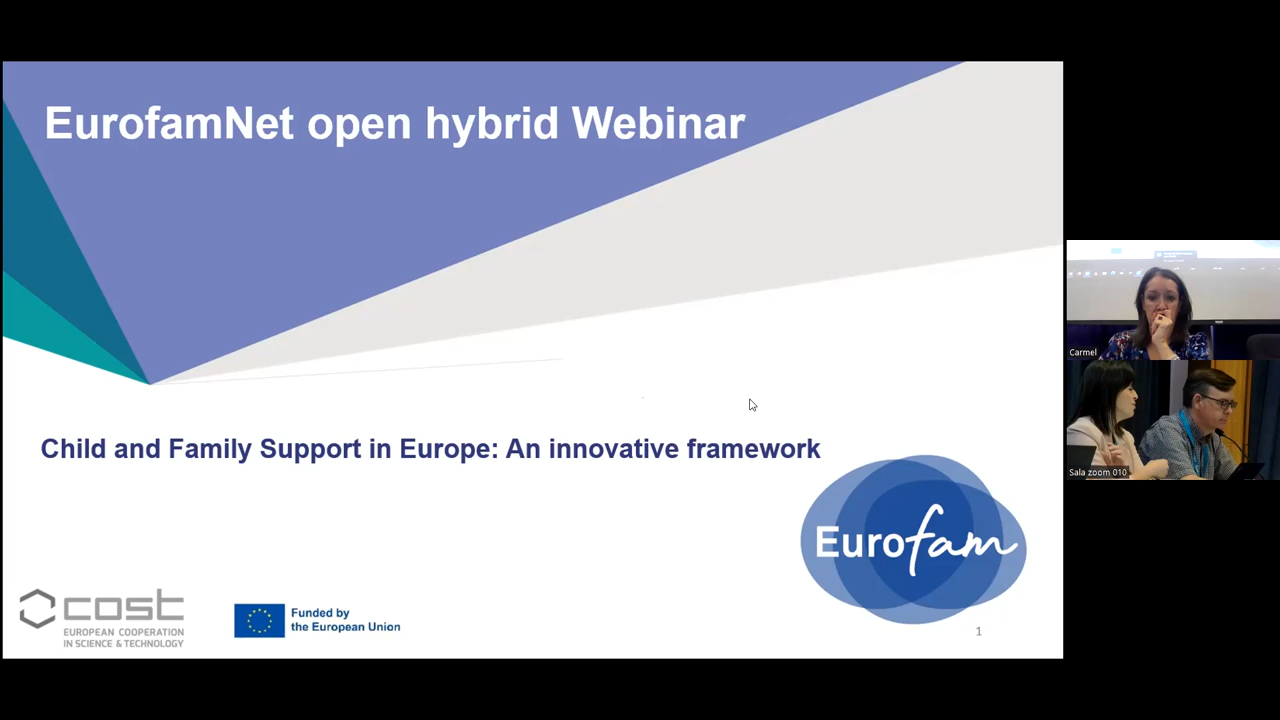 EurofamNet open hybrid Webinar
Child and Family Support in Europe: An innovative framework
Eurofam
cost
EUROPEAN COOPERATION
IN SCIENCE & TECHNOLOGY
Funded by
the European Union
1
Carmel
Sala zoom 010